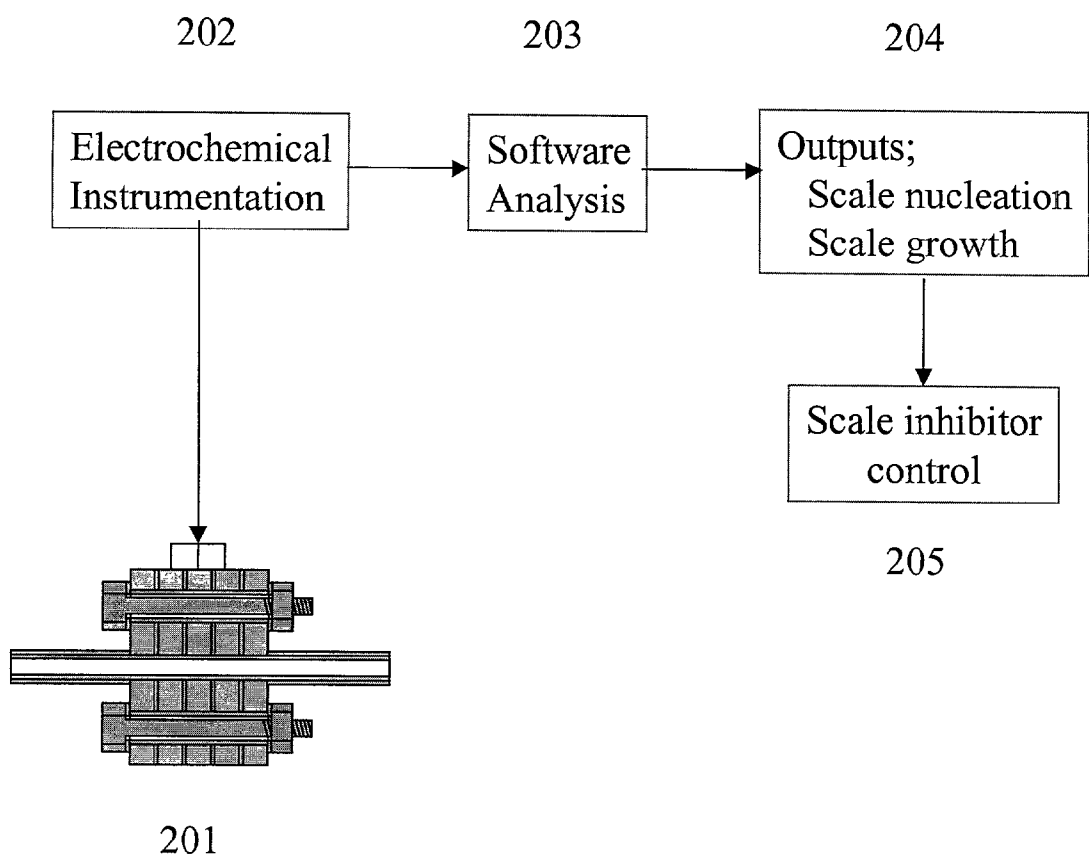 202
203
204
Electrochemical
Instrumentation
Software
Analysis
Outputs;
Scale nucleation
Scale growth
Scale inhibitor
control
205
201